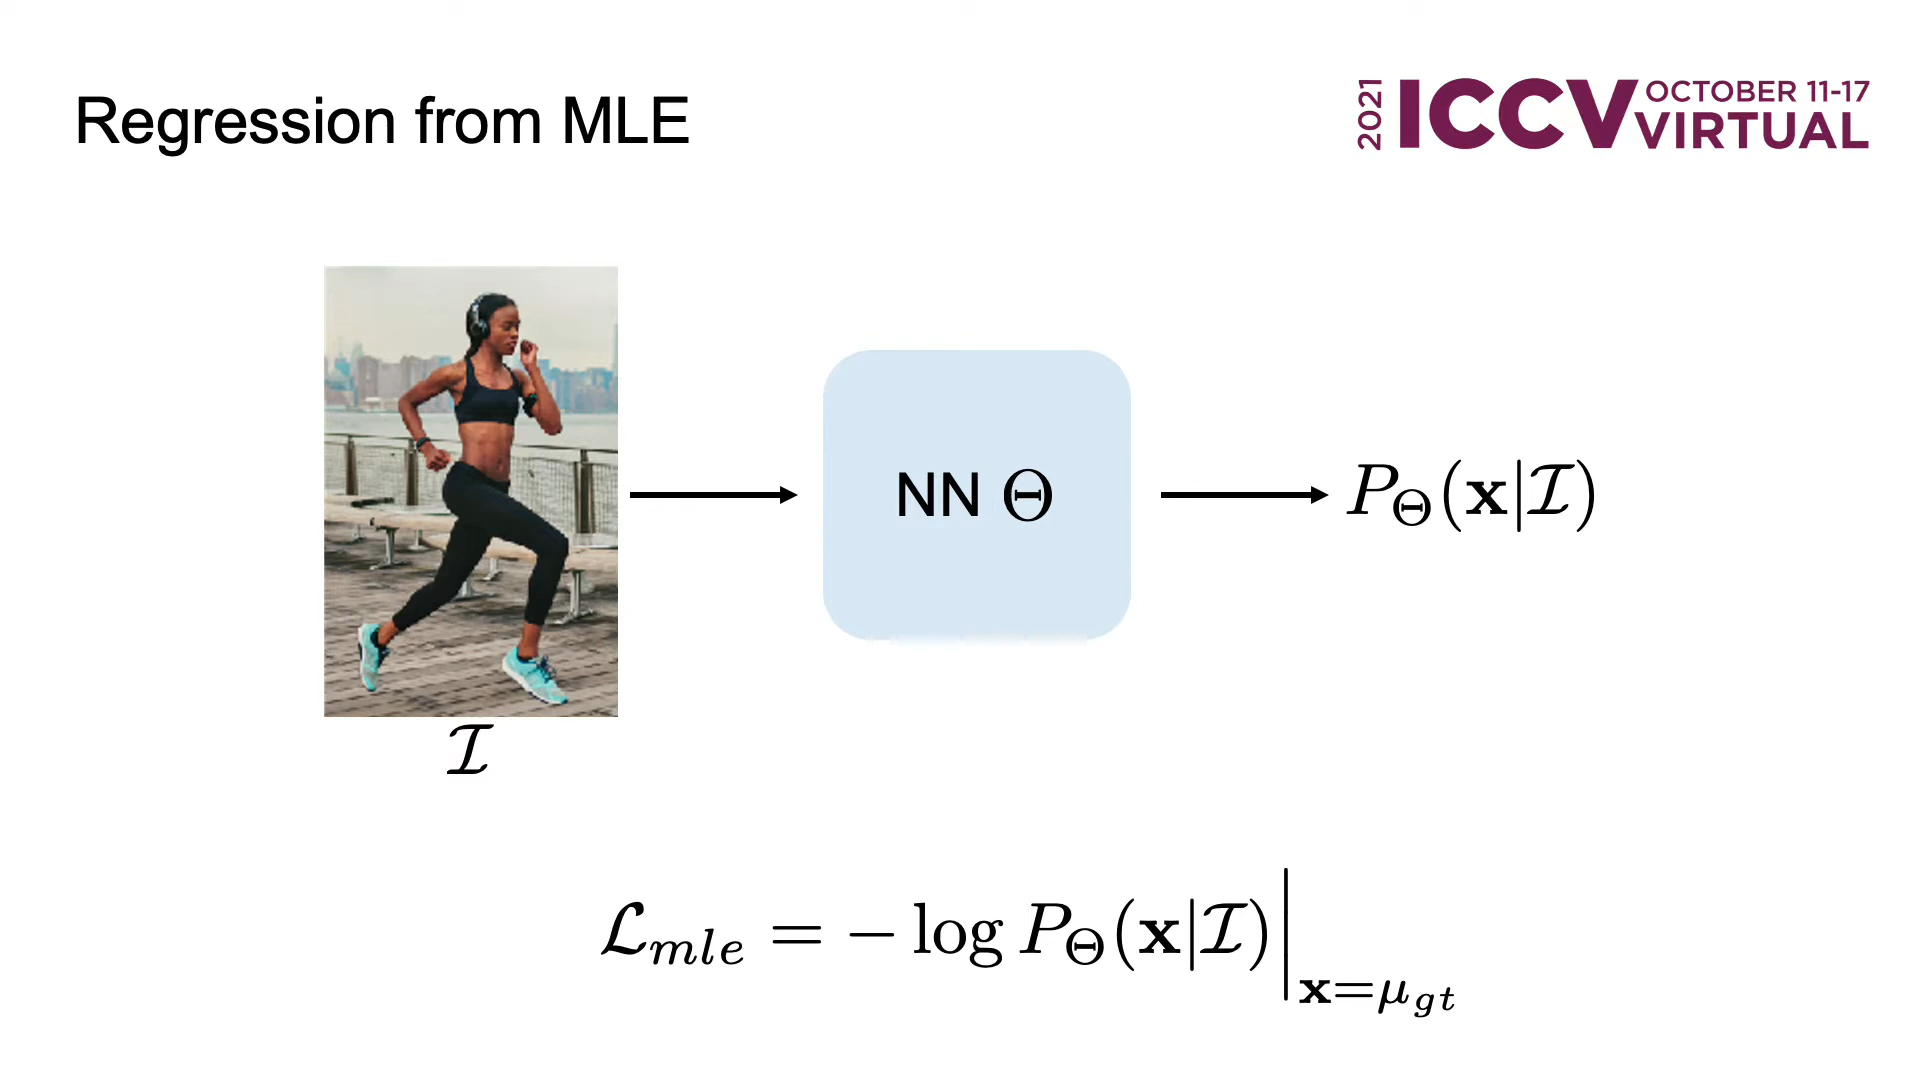 Regression from MLE
2021 ICCV OCTOBER 11-17
VIRTUAL
NN Θ
P_Θ(𝐱|ℐ)
ℐ
ℒ_mle = − log P_Θ(𝐱|ℐ)|_𝐱=μ_gt